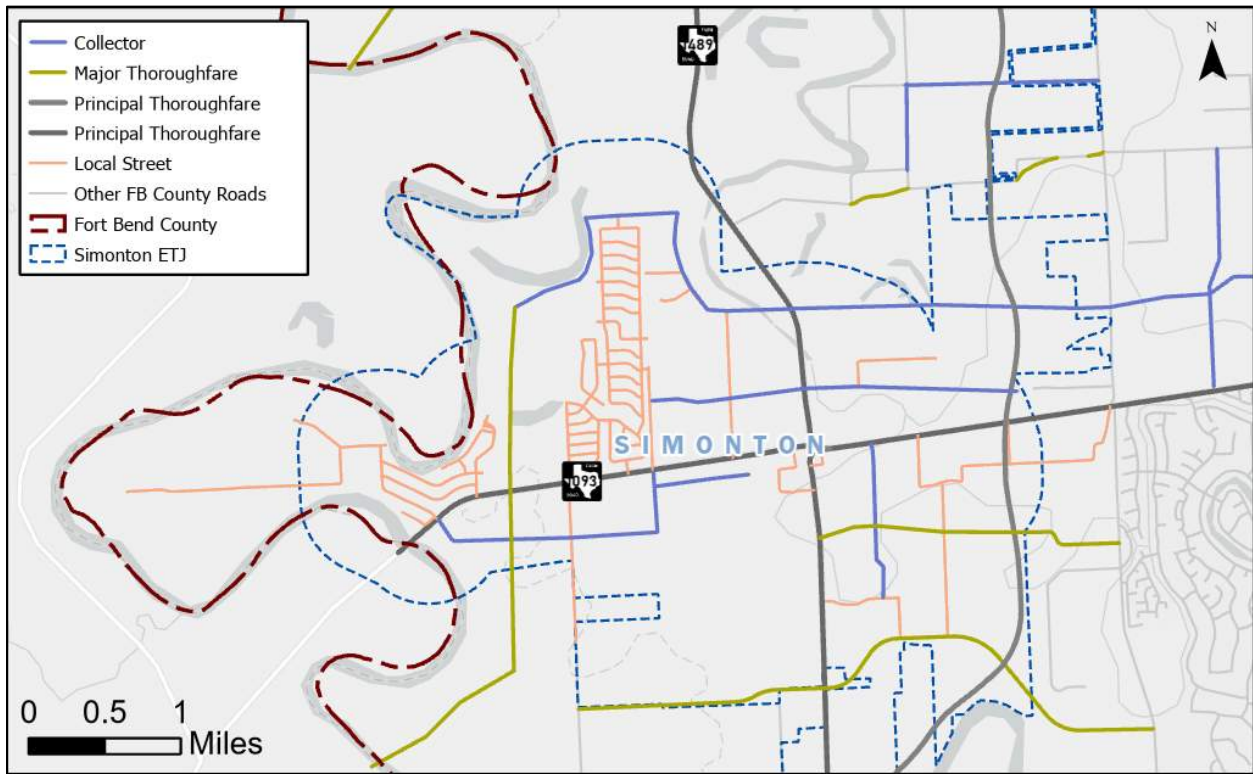 Collector
Major Thoroughfare
Principal Thoroughfare
Principal Thoroughfare
Local Street
Other FB County Roads
Fort Bend County
Simonton ETJ
489
N
SIMONTON
1093
0 0.5 1
Miles